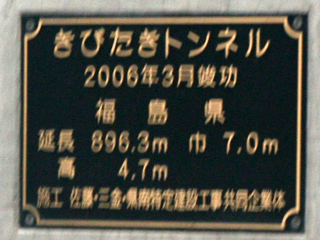 きびたきトンネル
2006年3月竣功
福島県
延長 896.3m 巾 7.0m
高 4.7m
施工 佐藤・三金・県南特定建設工事共同企業体